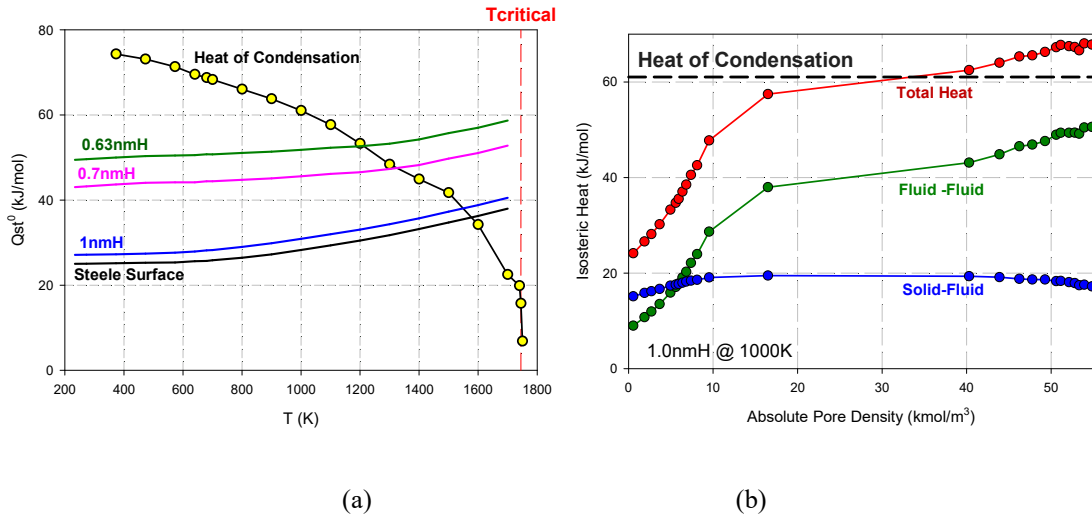 Tcritical
80
60
40
20
0
Qst⁰ (kJ/mol)
Heat of Condensation
0.63nmH
0.7nmH
1nmH
Steele Surface
200 400 600 800 1000 1200 1400 1600 1800
T (K)
(a)
60
40
20
0
Isosteric Heat (kJ/mol)
Heat of Condensation
Total Heat
Fluid -Fluid
Solid-Fluid
1.0nmH @ 1000K
0 10 20 30 40 50
Absolute Pore Density (kmol/m³)
(b)